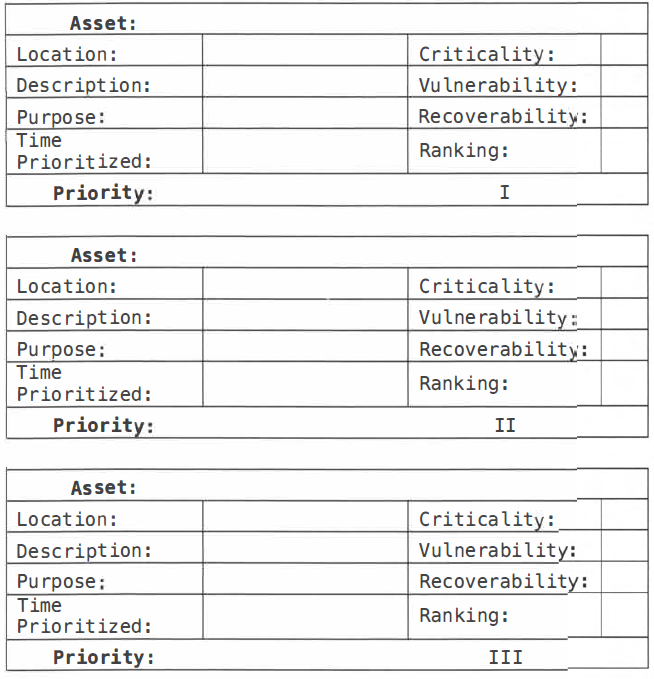 Asset:
Location: Criticality:
Description: Vulnerability:
Purpose: Recoverability:
Time
Prioritized: Ranking:
Priority: I
Asset:
Location: Criticality:
Description: Vulnerability:
Purpose: Recoverability:
Time
Prioritized: Ranking:
Priority: II
Asset:
Location: Criticality:
Description: Vulnerability:
Purpose: Recoverability:
Time
Prioritized: Ranking:
Priority: III